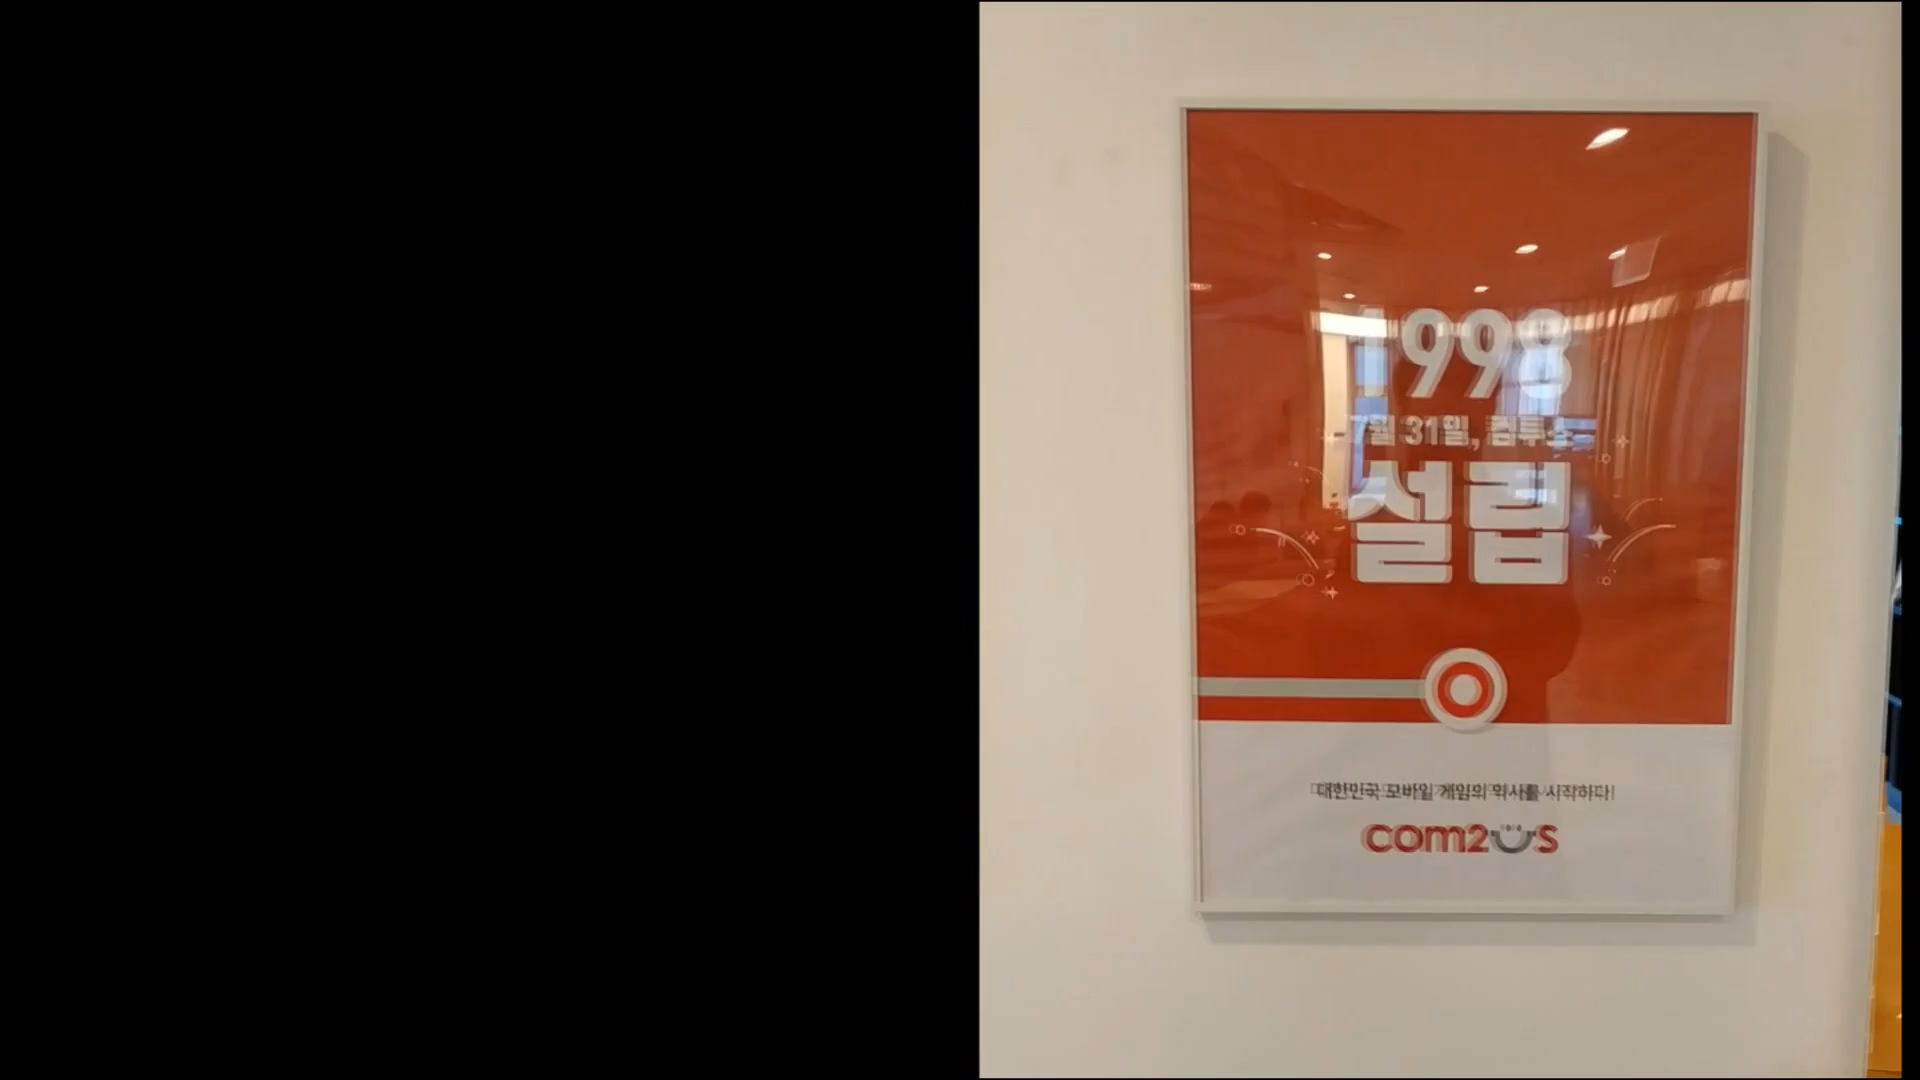 1998
7월 31일, 컴투스
설립
대한민국 모바일 게임의 역사를 시작하다!
com2us